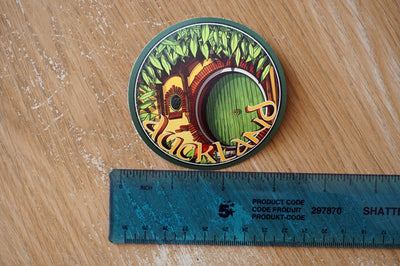 AUCKLAND
INCH
PRODUCT CODE
CODE PRODUIT
PRODUKT-CODE
297870
SHATTE